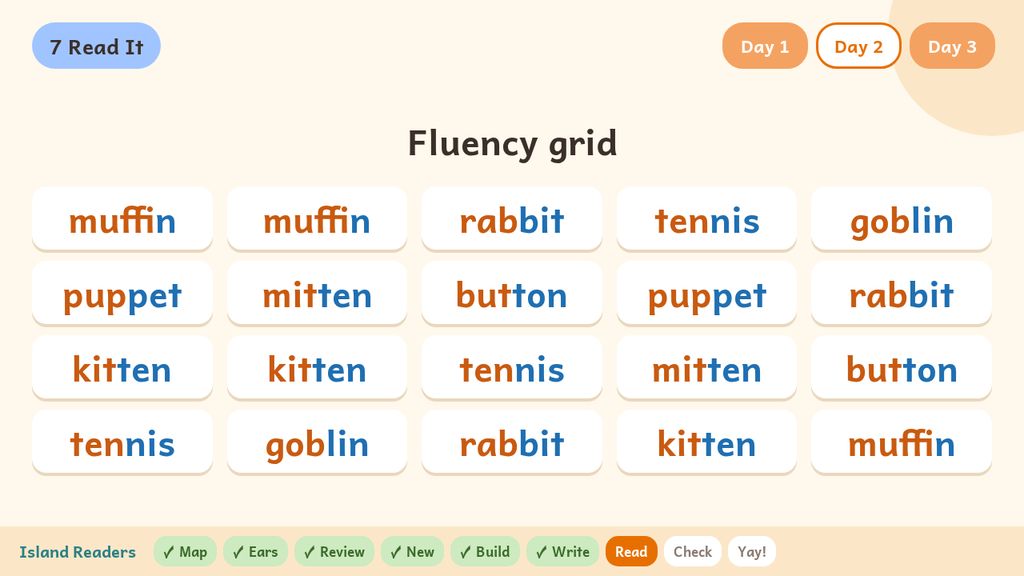 7 Read It
Day 1 Day 2 Day 3
Fluency grid
muffin muffin rabbit tennis goblin
puppet mitten button puppet rabbit
kitten kitten tennis mitten button
tennis goblin rabbit kitten muffin
Island Readers ✓ Map ✓ Ears ✓ Review ✓ New ✓ Build ✓ Write Read Check Yay!